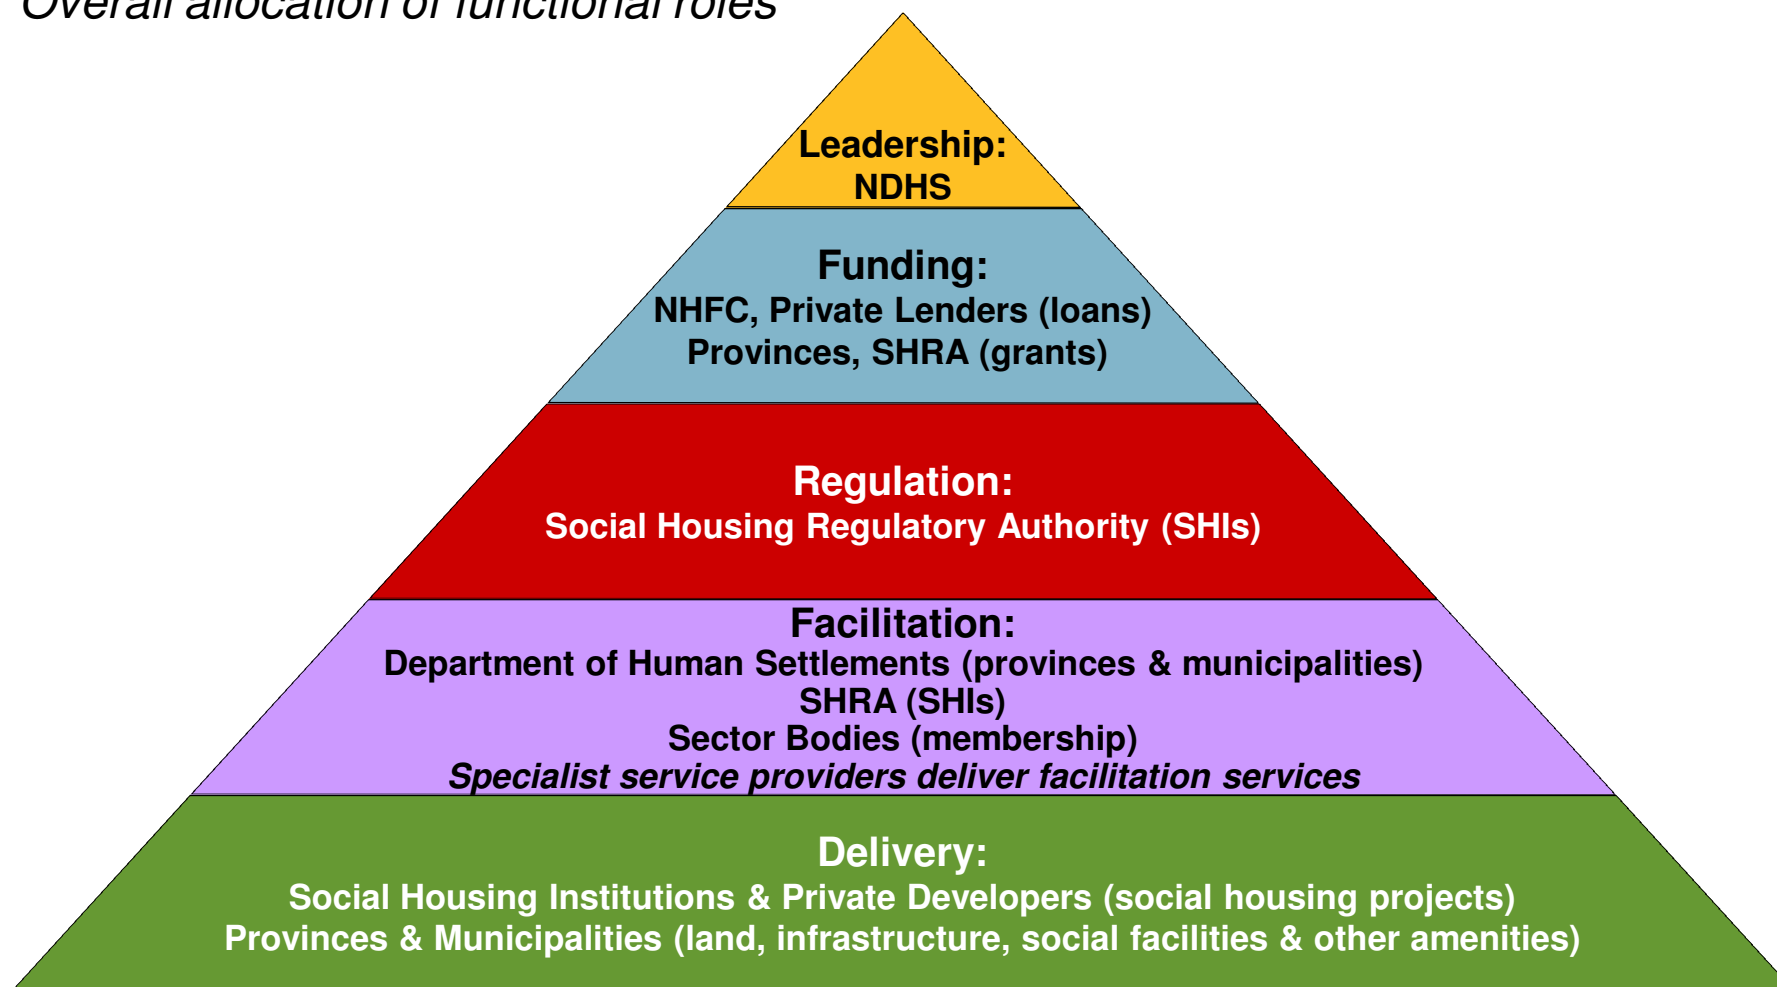 Overall allocation of functional roles
Leadership:
NDHS
Funding:
NHFC, Private Lenders (loans)
Provinces, SHRA (grants)
Regulation:
Social Housing Regulatory Authority (SHIs)
Facilitation:
Department of Human Settlements (provinces & municipalities)
SHRA (SHIs)
Sector Bodies (membership)
Specialist service providers deliver facilitation services
Delivery:
Social Housing Institutions & Private Developers (social housing projects)
Provinces & Municipalities (land, infrastructure, social facilities & other amenities)